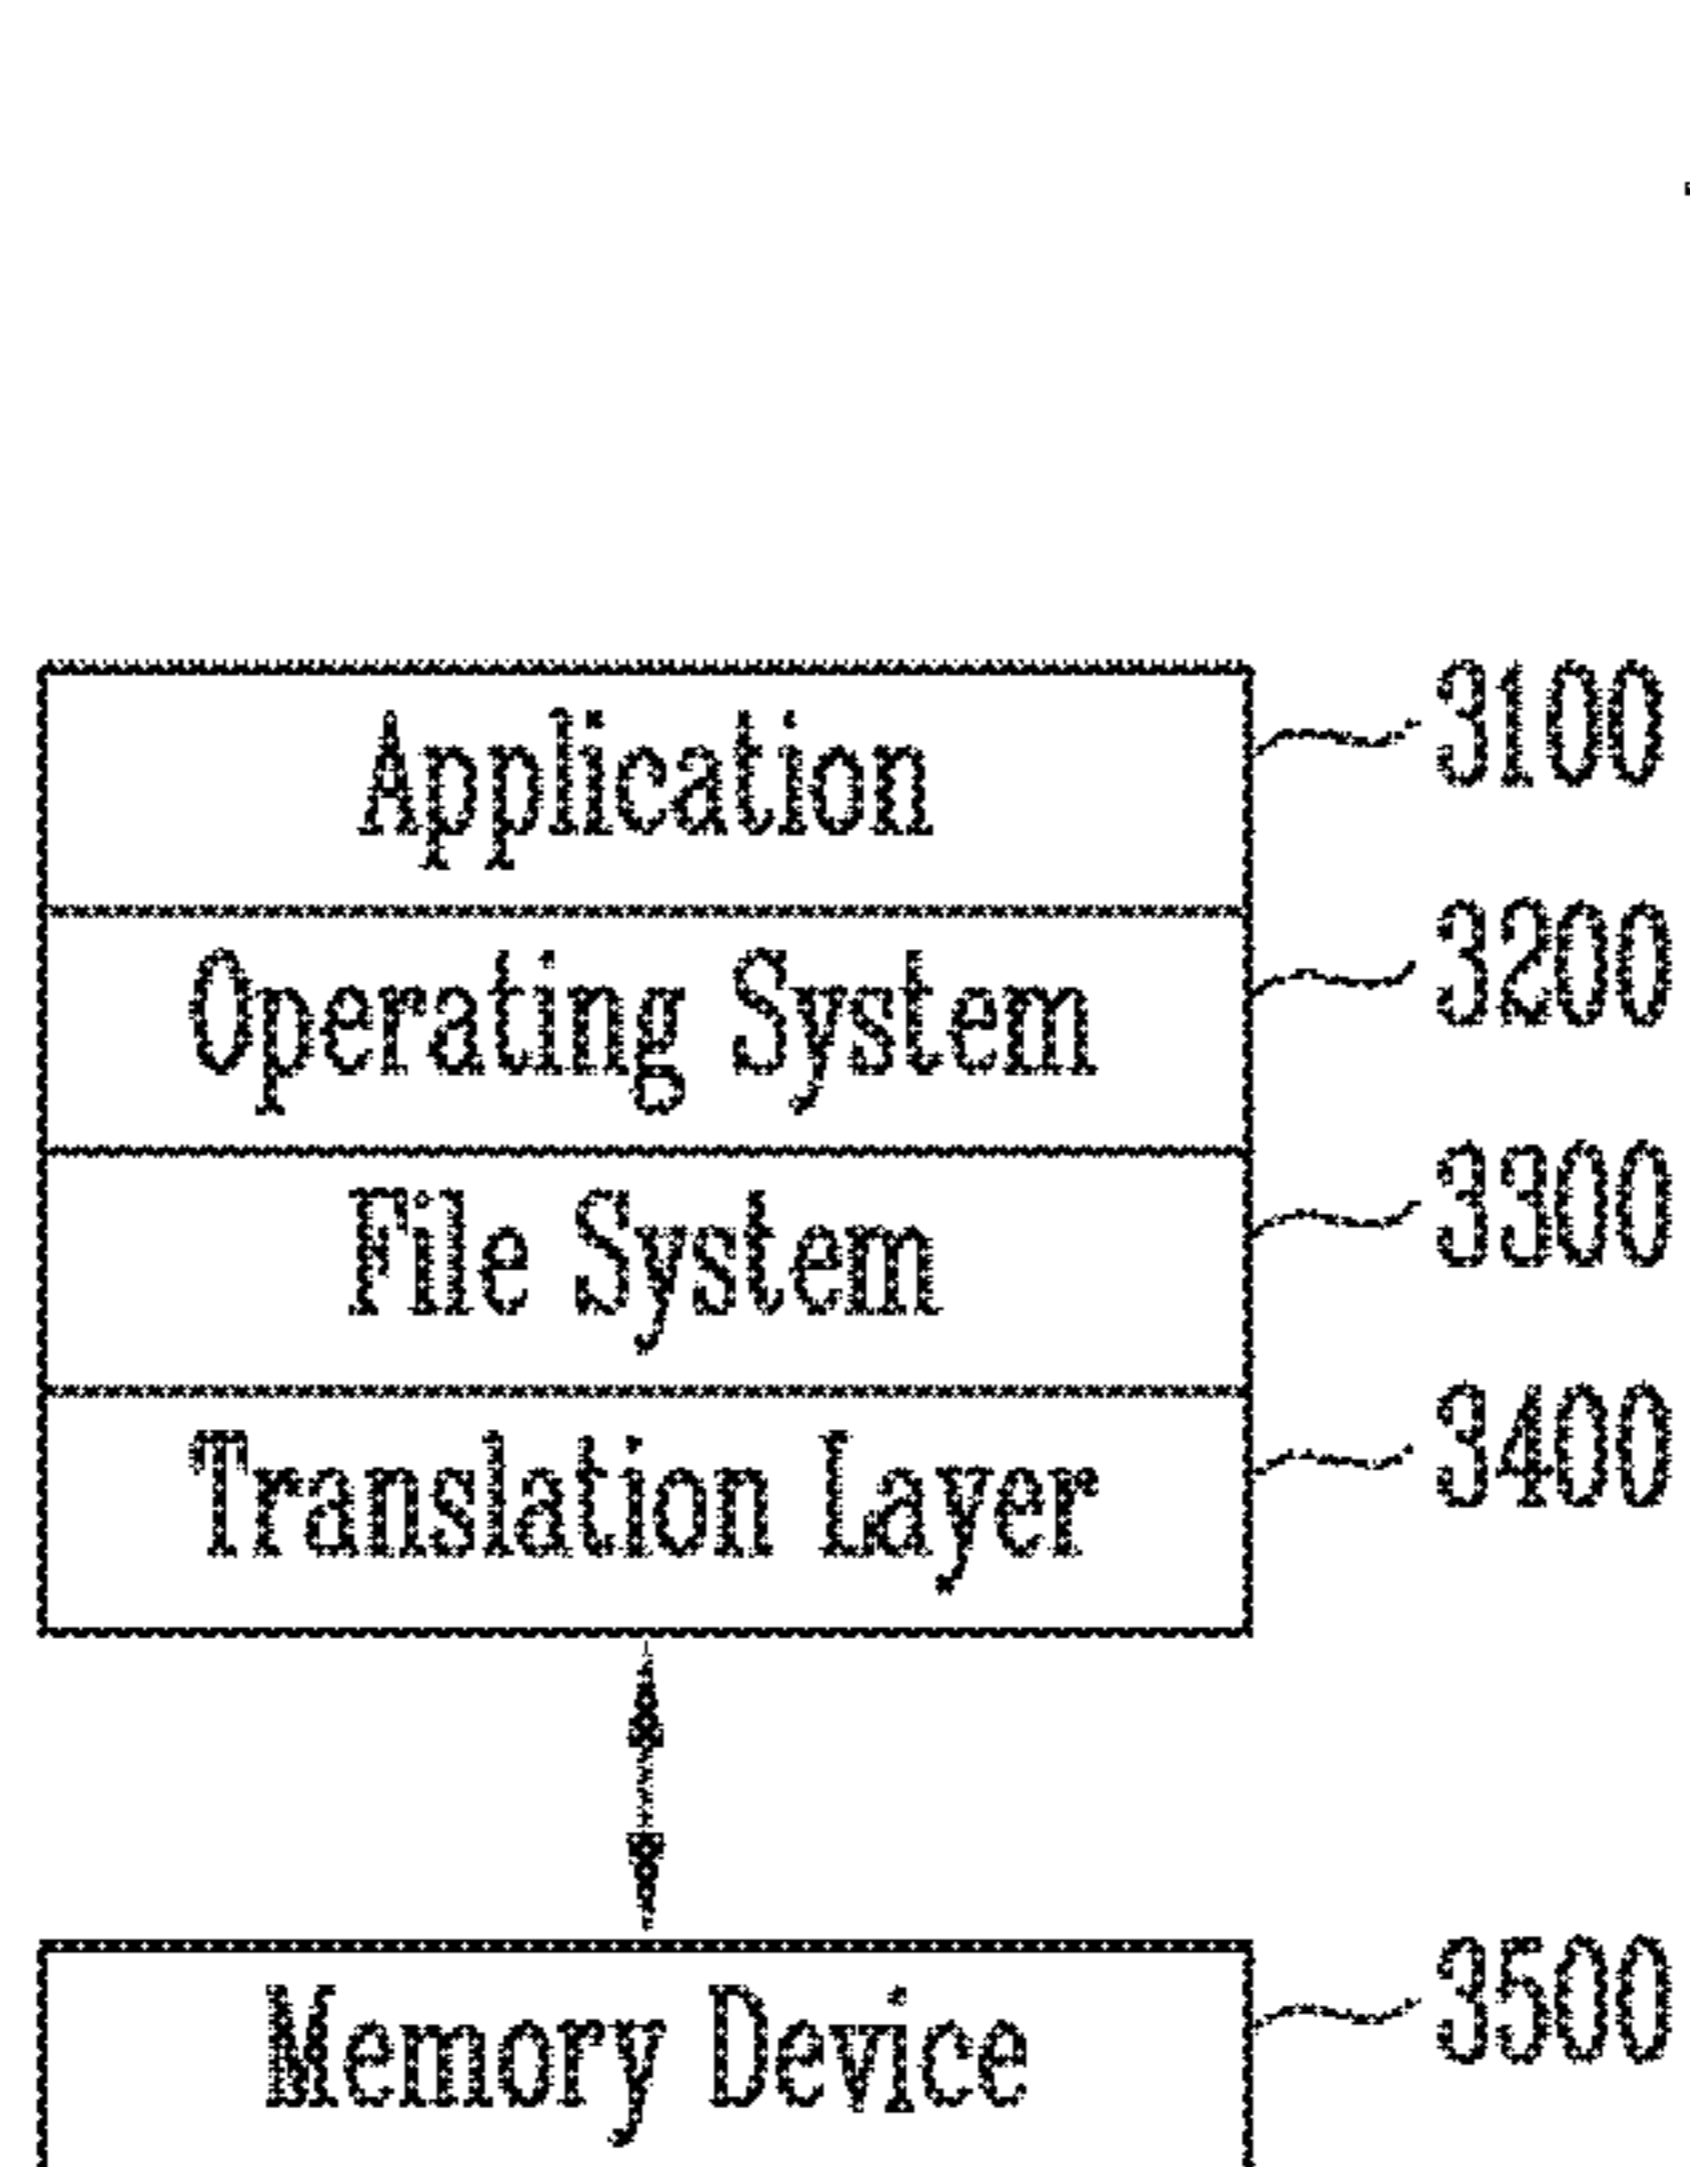 Application 3100
Operating System 3200
File System 3300
Translation Layer 3400
Memory Device 3500